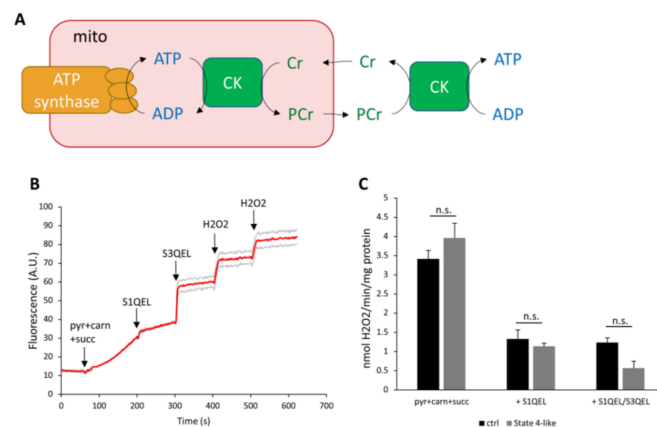 A
mito
ATP
synthase
ATP
ADP
CK
Cr
PCr
Cr
PCr
CK
ATP
ADP
B
Fluorescence (A.U.)
100
90
80
70
60
50
40
30
20
10
0
pyr+carn
+succ
S1QEL
S3QEL
H2O2
H2O2
0 100 200 300 400 500 600 700
Time (s)
C
nmol H2O2/min/mg protein
5
4.5
4
3.5
3
2.5
2
1.5
1
0.5
0
n.s.
n.s.
n.s.
pyr+carn+succ + S1QEL + S1QEL/S3QEL
ctrl State 4-like